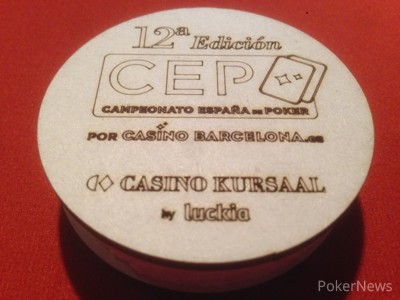 12ª Edición
CEP
CAMPEONATO ESPAÑA DE POKER
POR CASINO BARCELONA.es
CASINO KURSAAL
by luckia
PokerNews